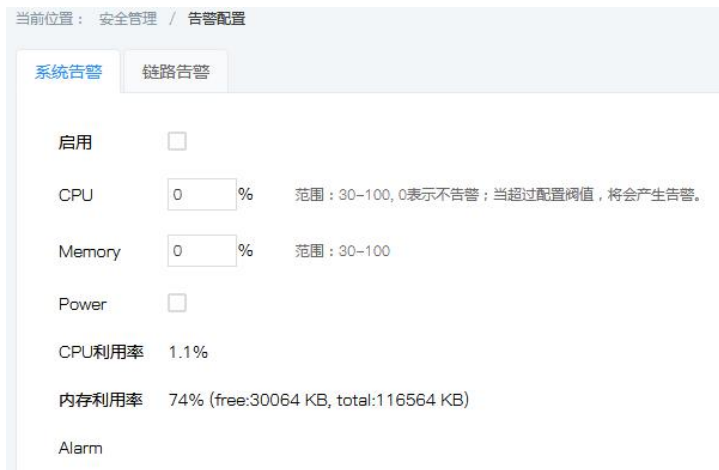 当前位置： 安全管理 / 告警配置
系统告警 链路告警
启用
CPU 0 % 范围：30-100, 0表示不告警；当超过配置阀值，将会产生告警。
Memory 0 % 范围：30-100
Power
CPU利用率 1.1%
内存利用率 74% (free:30064 KB, total:116564 KB)
Alarm